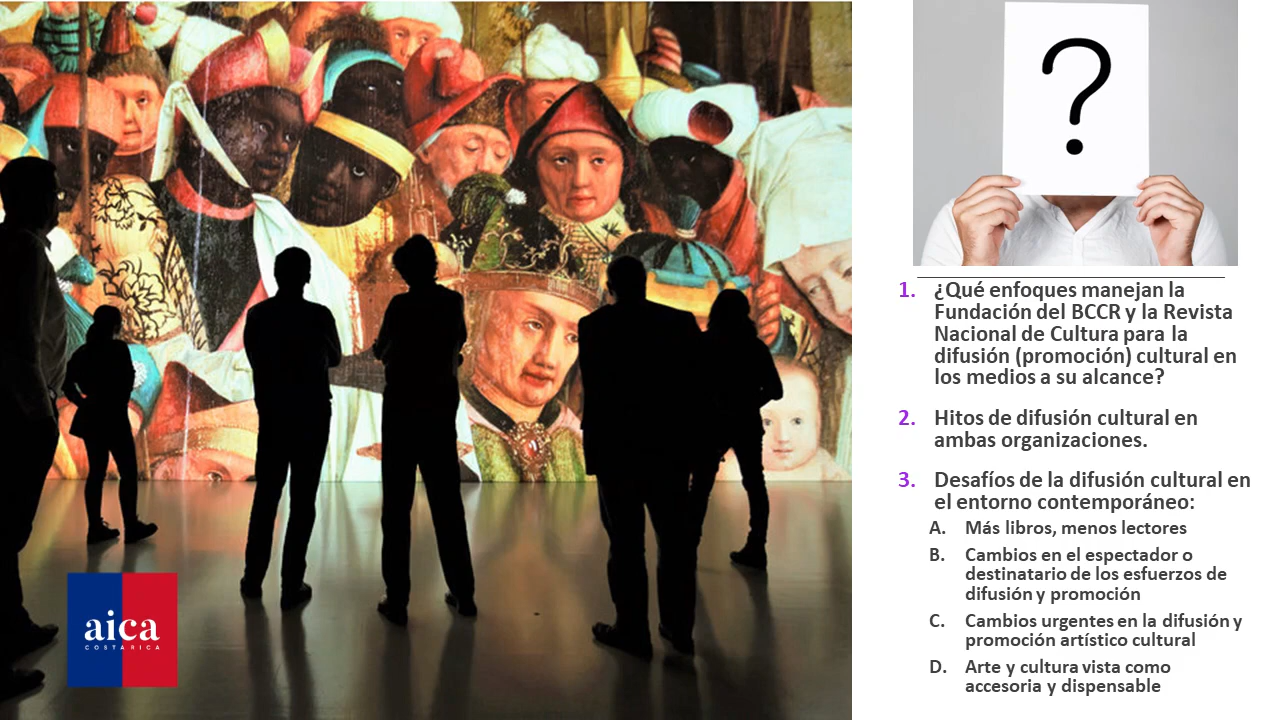 ?
1. ¿Qué enfoques manejan la
Fundación del BCCR y la Revista
Nacional de Cultura para la
difusión (promoción) cultural en
los medios a su alcance?
2. Hitos de difusión cultural en
ambas organizaciones.
3. Desafíos de la difusión cultural en
el entorno contemporáneo:
A. Más libros, menos lectores
B. Cambios en el espectador o
destinatario de los esfuerzos de
difusión y promoción
C. Cambios urgentes en la difusión y
promoción artístico cultural
D. Arte y cultura vista como
accesoria y dispensable
aica
COSTARICA